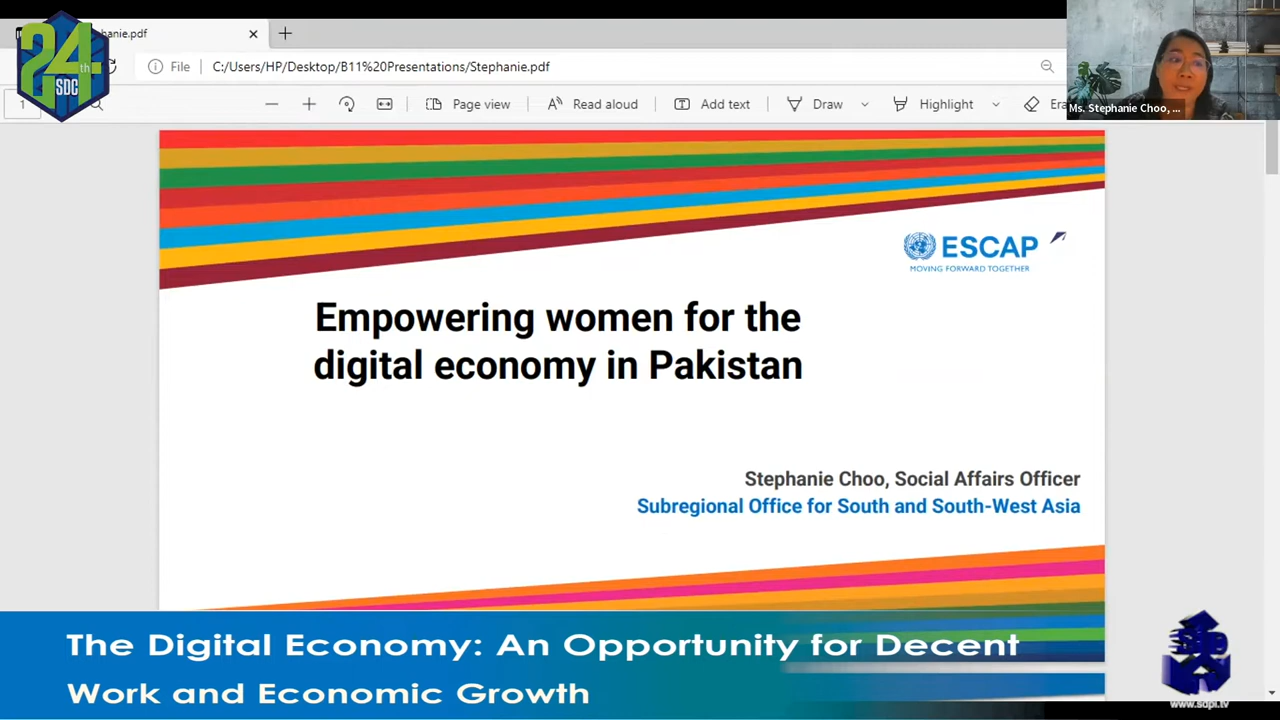 24th
SDC
hanie.pdf
File
C:/Users/HP/Desktop/B11%20Presentations/Stephanie.pdf
1
Page view
Read aloud
Add text
Draw
Highlight
Era
Ms. Stephanie Choo, ...
ESCAP
MOVING FORWARD TOGETHER
Empowering women for the
digital economy in Pakistan
Stephanie Choo, Social Affairs Officer
Subregional Office for South and South-West Asia
The Digital Economy: An Opportunity for Decent
Work and Economic Growth
www.sdpi.tv